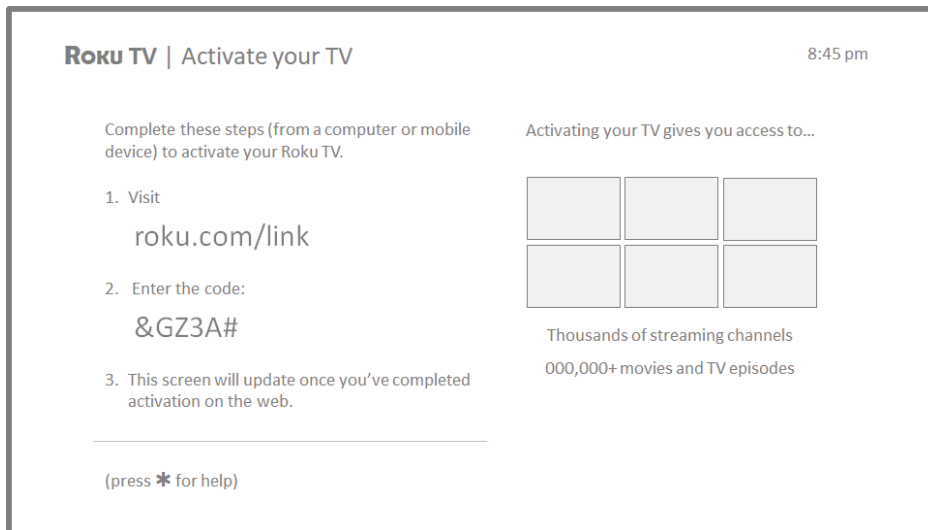 ROKU TV | Activate your TV
8:45 pm
Complete these steps (from a computer or mobile
device) to activate your Roku TV.
1. Visit
roku.com/link
2. Enter the code:
&GZ3A#
3. This screen will update once you’ve completed
activation on the web.
(press ✱ for help)
Activating your TV gives you access to…
Thousands of streaming channels
000,000+ movies and TV episodes